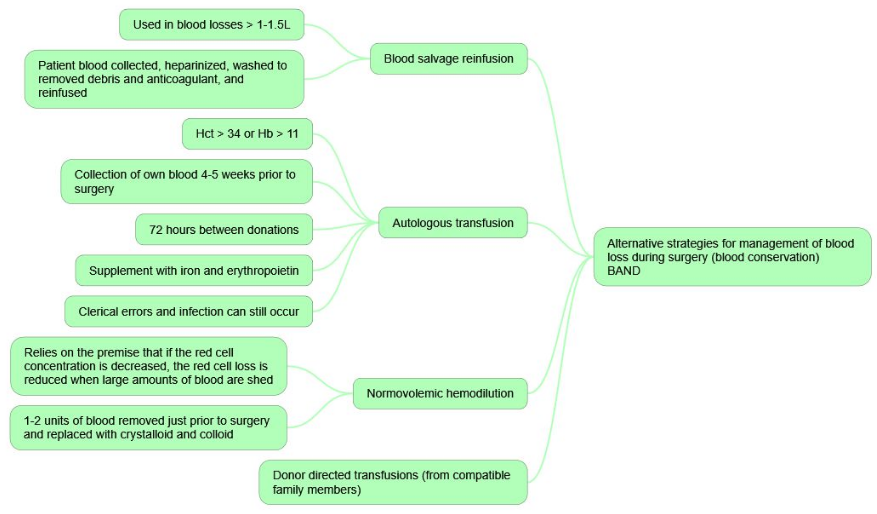 Used in blood losses > 1-1.5L
Patient blood collected, heparinized, washed to
removed debris and anticoagulant, and
reinfused
Blood salvage reinfusion
Hct > 34 or Hb > 11
Collection of own blood 4-5 weeks prior to
surgery
72 hours between donations
Supplement with iron and erythropoietin
Clerical errors and infection can still occur
Autologous transfusion
Relies on the premise that if the red cell
concentration is decreased, the red cell loss is
reduced when large amounts of blood are shed
1-2 units of blood removed just prior to surgery
and replaced with crystalloid and colloid
Normovolemic hemodilution
Donor directed transfusions (from compatible
family members)
Alternative strategies for management of blood
loss during surgery (blood conservation)
BAND